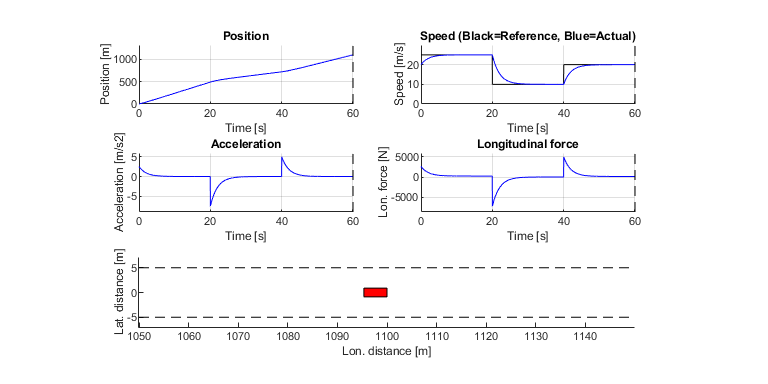 Position
Position [m]
1000
500
0
0 20 40 60
Time [s]
Speed (Black=Reference, Blue=Actual)
Speed [m/s]
20
10
0
0 20 40 60
Time [s]
Acceleration
Acceleration [m/s2]
5
0
-5
0 20 40 60
Time [s]
Longitudinal force
Lon. force [N]
5000
0
-5000
0 20 40 60
Time [s]
Lat. distance [m]
5
0
-5
1050 1060 1070 1080 1090 1100 1110 1120 1130 1140
Lon. distance [m]